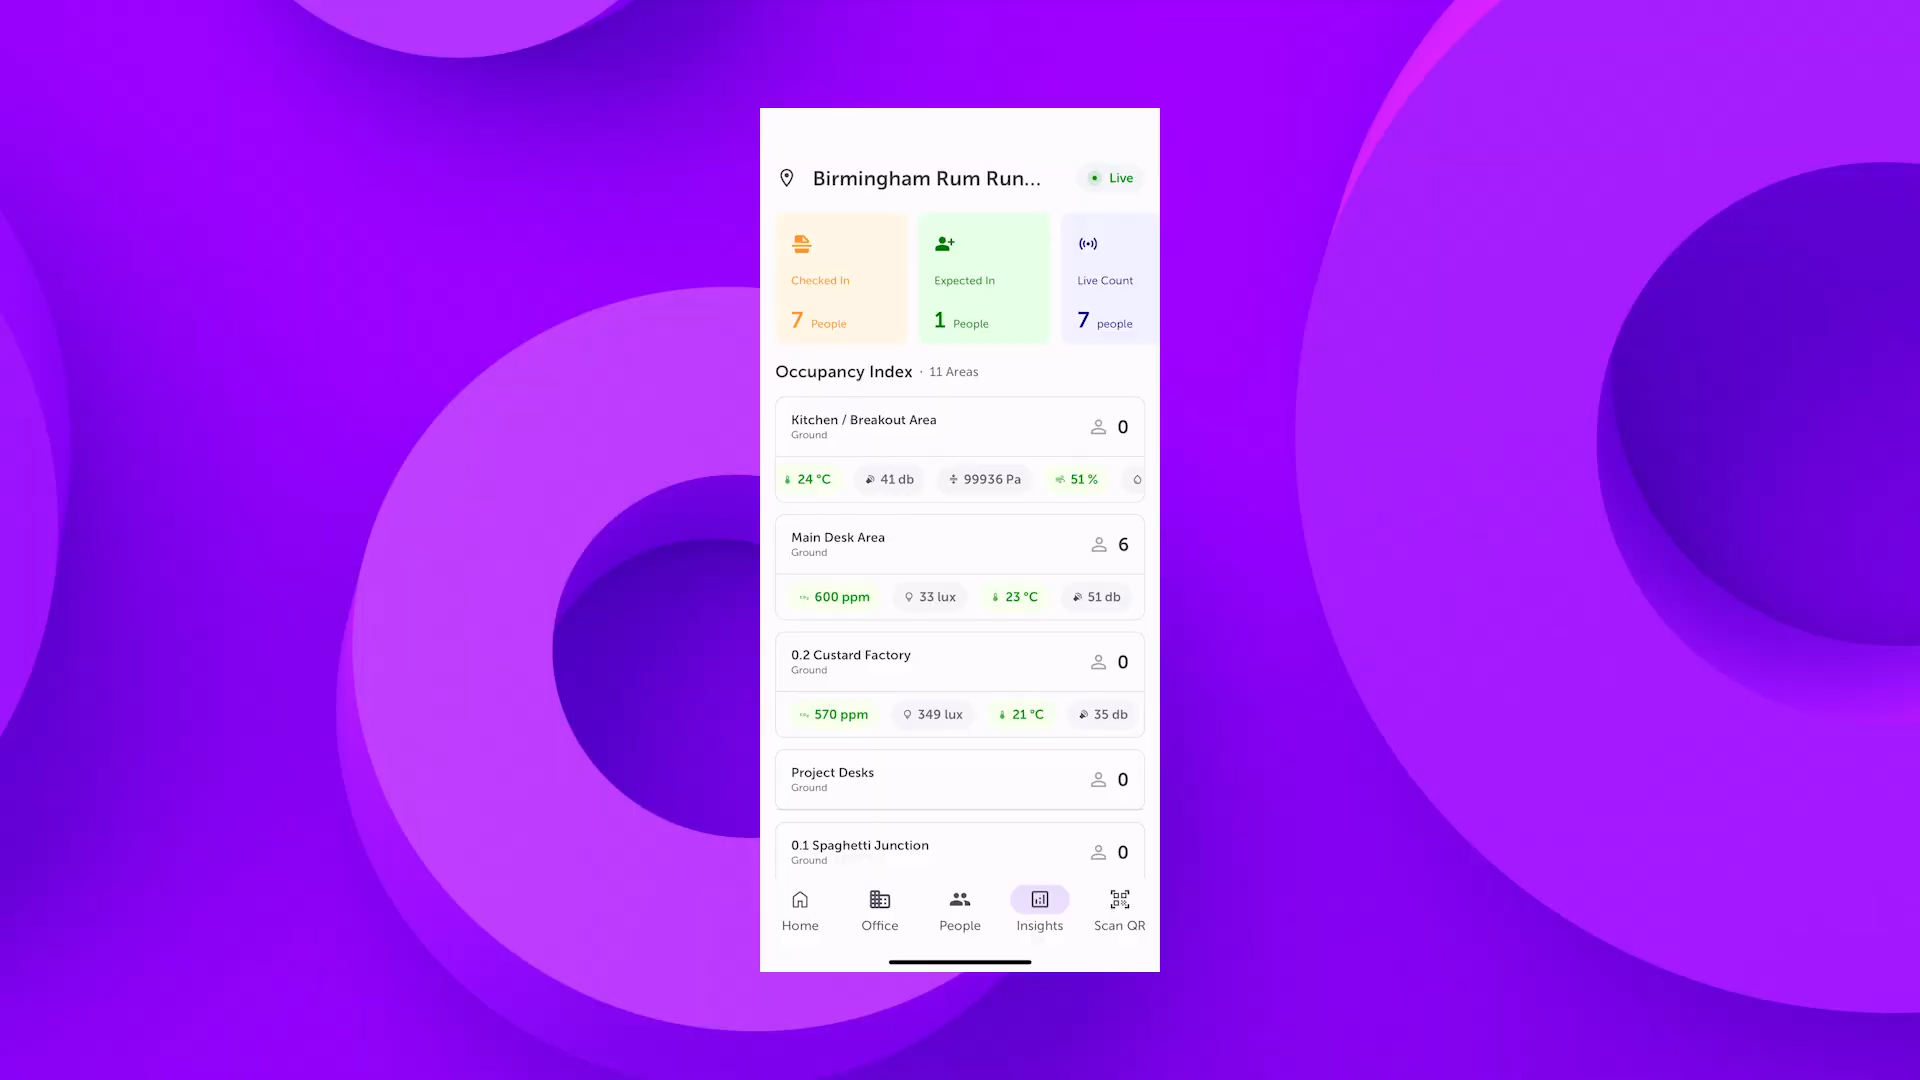 Birmingham Rum Run...
Live
Checked In
7 People
Expected In
1 People
Live Count
7 people
Occupancy Index · 11 Areas
Kitchen / Breakout Area
Ground
0
24 °C
41 db
99936 Pa
51 %
Main Desk Area
Ground
6
600 ppm
33 lux
23 °C
51 db
0.2 Custard Factory
Ground
0
570 ppm
349 lux
21 °C
35 db
Project Desks
Ground
0
0.1 Spaghetti Junction
Ground
0
Home
Office
People
Insights
Scan QR